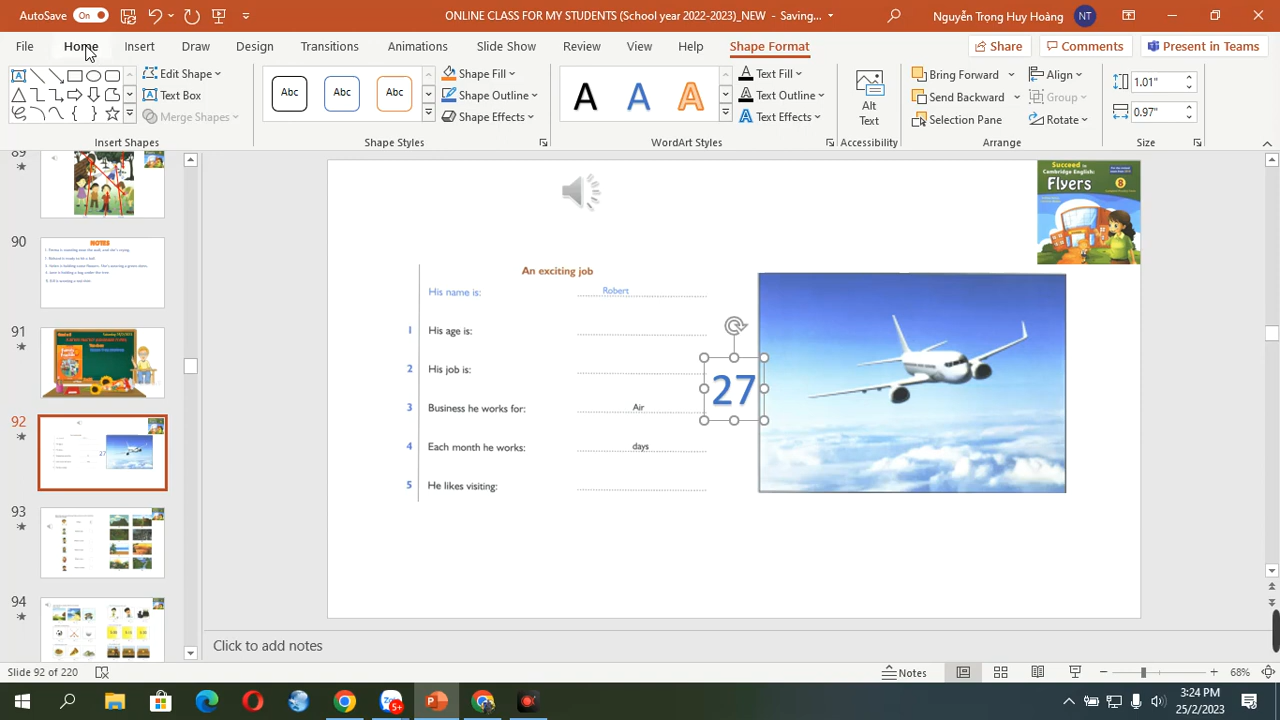 AutoSave On
ONLINE CLASS FOR MY STUDENTS (School year 2022-2023)_NEW - Saving...
Nguyễn Trọng Huy Hoàng NT
File Home Insert Draw Design Transitions Animations Slide Show Review View Help Shape Format
Share Comments Present in Teams
Edit Shape
Text Box
Merge Shapes
Insert Shapes
Abc Abc Abc
Shape Fill
Shape Outline
Shape Effects
Shape Styles
A A A
Text Fill
Text Outline
Text Effects
WordArt Styles
Alt
Text
Accessibility
Bring Forward
Send Backward
Selection Pane
Align
Group
Rotate
Arrange
1.01"
0.97"
Size
89
90
NOTES
91
92
93
94
Succeed in
Cambridge English:
Flyers
8
An exciting job
His name is: Robert
1 His age is:
2 His job is:
3 Business he works for: Air
4 Each month he works: days
5 He likes visiting:
27
Click to add notes
Slide 92 of 220
Notes
68%
5+
3:24 PM
25/2/2023